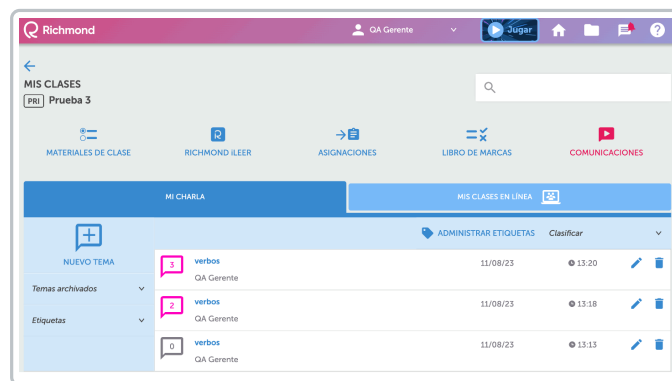 Richmond
QA Gerente
Jugar
?
MIS CLASES
PRI Prueba 3
MATERIALES DE CLASE
RICHMOND iLEER
ASIGNACIONES
LIBRO DE MARCAS
COMUNICACIONES
MI CHARLA
MIS CLASES EN LÍNEA
NUEVO TEMA
Temas archivados
Etiquetas
ADMINISTRAR ETIQUETAS Clasificar
3 verbos 11/08/23 13:20
QA Gerente
2 verbos 11/08/23 13:18
QA Gerente
0 verbos 11/08/23 13:13
QA Gerente